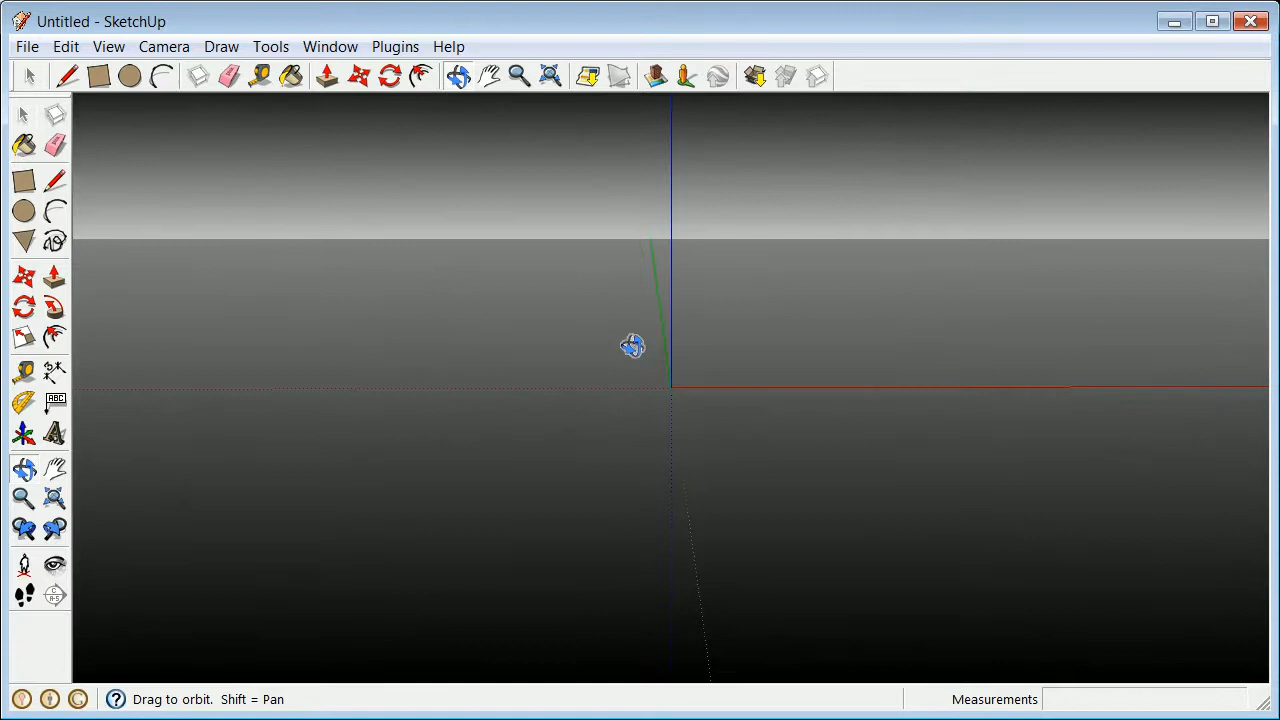 Untitled - SketchUp
File Edit View Camera Draw Tools Window Plugins Help
ABC
A
Drag to orbit. Shift = Pan
Measurements